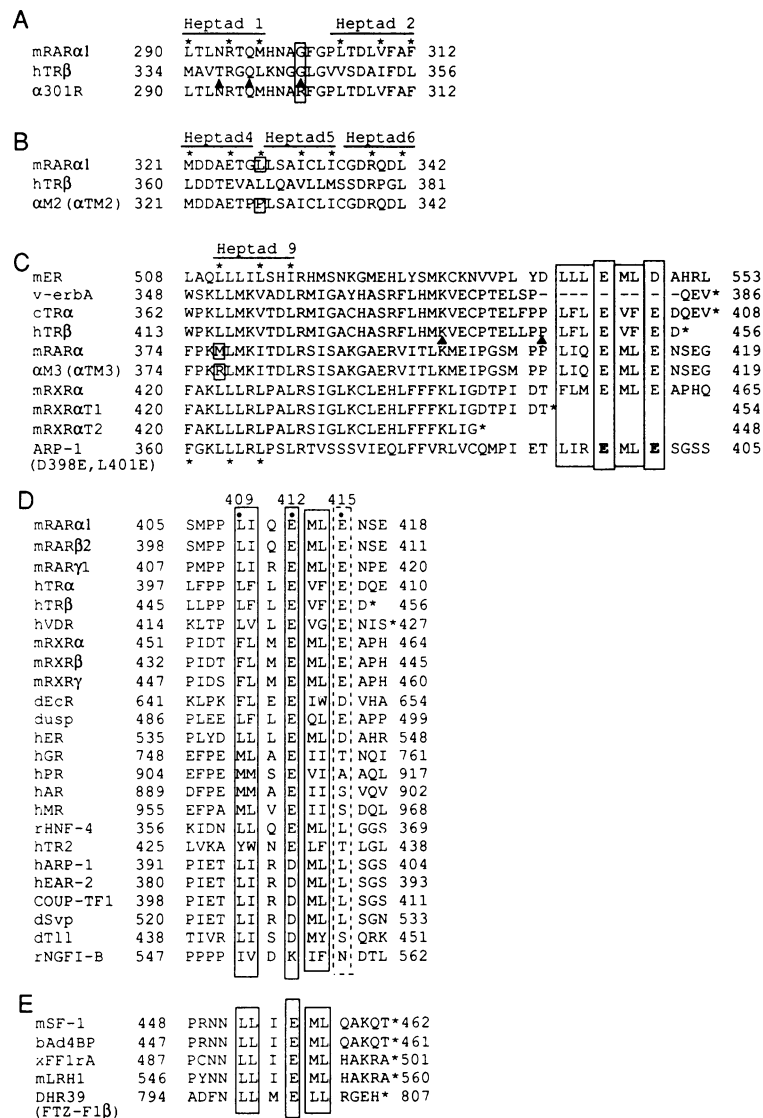 A
Heptad 1 Heptad 2
* * * * * *
mRARα1 290 LTLNRTQMHNAGFGPLTDLVFAF 312
hTRβ 334 MAVTRGQLKNGGLGVVSDAIFDL 356
α301R 290 LTLNRTQMHNARFGPLTDLVFAF 312
B
Heptad4 Heptad5 Heptad6
* * * * * * *
mRARα1 321 MDDAETGLLSAICLICGDRQDL 342
hTRβ 360 LDDTEVALLQAVLLMSSDRPGL 381
αM2(αTM2) 321 MDDAETPPLSAICLICGDRQDL 342
C
Heptad 9
* * *
mER 508 LAQLLLILSHIRHMSNKGMEHLYSMKCKNVVPLYD LLL E ML D AHRL 553
v-erbA 348 WSKLLMKVADLRMIGAYHASRFLHMKVECPTELSP- --- - -- - -QEV* 386
cTRα 362 WPKLLMKVTDLRMIGACHASRFLHMKVECPTELFPP LFL E VF E DQEV* 408
hTRβ 413 WPKLLMKVTDLRMIGACHASRFLHMKVECPTELLPP LFL E VF E D* 456
mRARα 374 FPKMLMKITDLRSISAKGAERVITLKMEIPGSM PP LIQ E ML E NSEG 419
αM3(αTM3) 374 FPKRLMKITDLRSISAKGAERVITLKMEIPGSM PP LIQ E ML E NSEG 419
mRXRα 420 FAKLLLRLPALRSIGLKCLEHLFFFKLIGDTPI DT FLM E ML E APHQ 465
mRXRαT1 420 FAKLLLRLPALRSIGLKCLEHLFFFKLIGDTPI DT* 454
mRXRαT2 420 FAKLLLRLPALRSIGLKCLEHLFFFKLIG* 448
ARP-1 360 FGKLLLRLPSLRTVSSSVIEQLFFVRLVCQMPI ET LIR E ML E SGSS 405
(D398E,L401E) * * *
D
409 412 415
mRARα1 405 SMPP LI Q E ML E NSE 418
mRARβ2 398 SMPP LI Q E ML E NSE 411
mRARγ1 407 PMPP LI R E ML E NPE 420
hTRα 397 LFPP LF L E VF E DQE 410
hTRβ 445 LLPP LF L E VF E D* 456
hVDR 414 KLTP LV L E VG E NIS*427
mRXRα 451 PIDT FL M E ML E APH 464
mRXRβ 432 PIDT FL M E ML E APH 445
mRXRγ 447 PIDS FL M E ML E APH 460
dEcR 641 KLPK FL E E IW D VHA 654
dusp 486 PLEE LF L E QL E APP 499
hER 535 PLYD LL L E ML D AHR 548
hGR 748 EFPE ML A E II T NQI 761
hPR 904 EFPE MM S E VI A AQL 917
hAR 889 DFPE MM A E II S VQV 902
hMR 955 EFPA ML V E II S DQL 968
rHNF-4 356 KIDN LL Q E ML L GGS 369
hTR2 425 LVKA YW N E LF T LGL 438
hARP-1 391 PIET LI R D ML L SGS 404
hEAR-2 380 PIET LI R D ML L SGS 393
COUP-TF1 398 PIET LI R D ML L SGS 411
dSvp 520 PIET LI R D ML L SGN 533
dTll 438 TIVR LI S D MY S QRK 451
rNGFI-B 547 PPPP IV D K IF N DTL 562
E
mSF-1 448 PRNN LL I E ML QAKQT*462
bAd4BP 447 PRNN LL I E ML QAKQT*461
xFF1rA 487 PCNN LL I E ML HAKRA*501
mLRH1 546 PYNN LL I E ML HAKRA*560
DHR39 794 ADFN LL M E LL RGEH* 807
(FTZ-F1β)